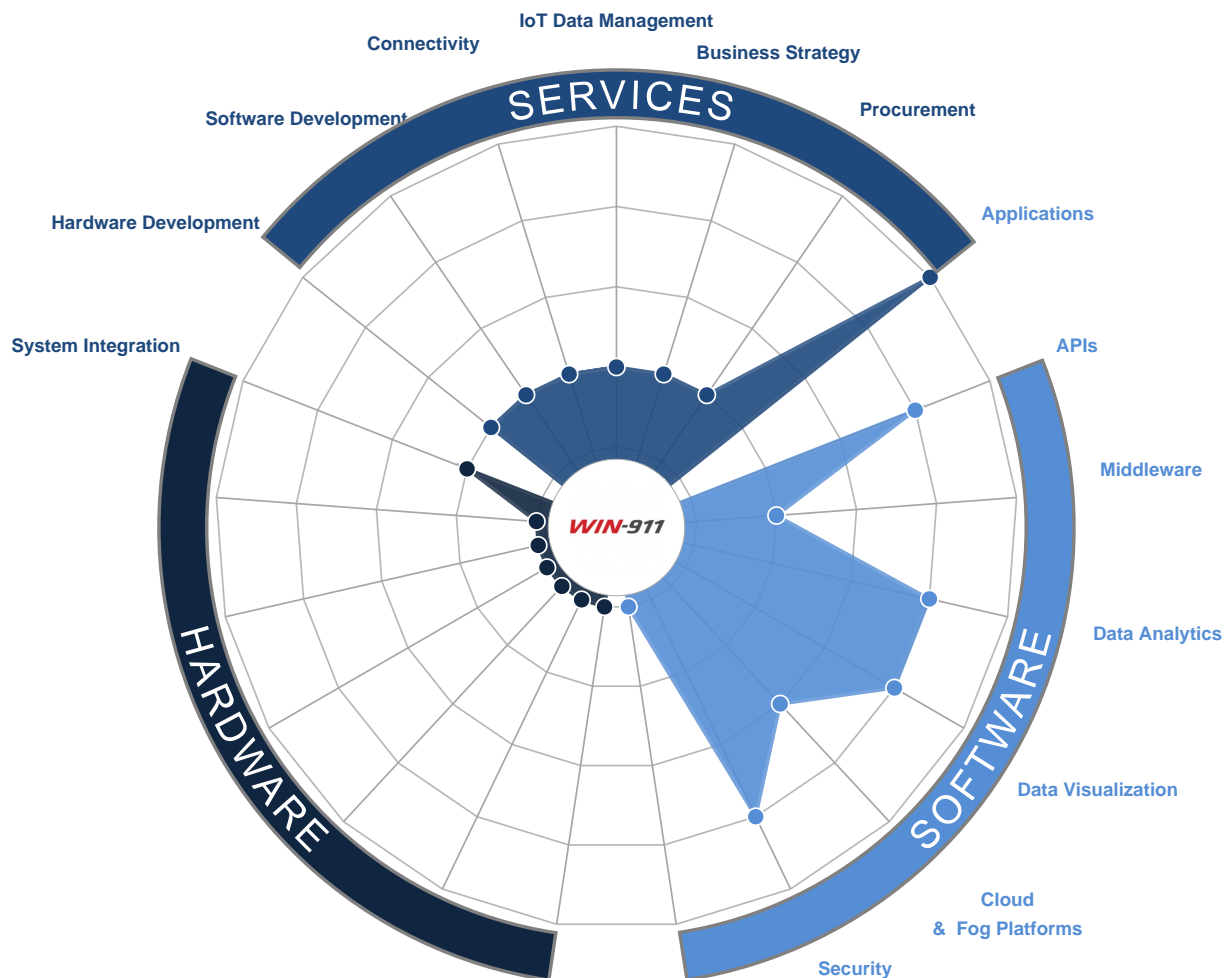 IoT Data Management
Connectivity
Business Strategy
SERVICES
Software Development
Procurement
Hardware Development
Applications
System Integration
APIs
Middleware
WIN-911
Data Analytics
HARDWARE
SOFTWARE
Data Visualization
Cloud
& Fog Platforms
Security